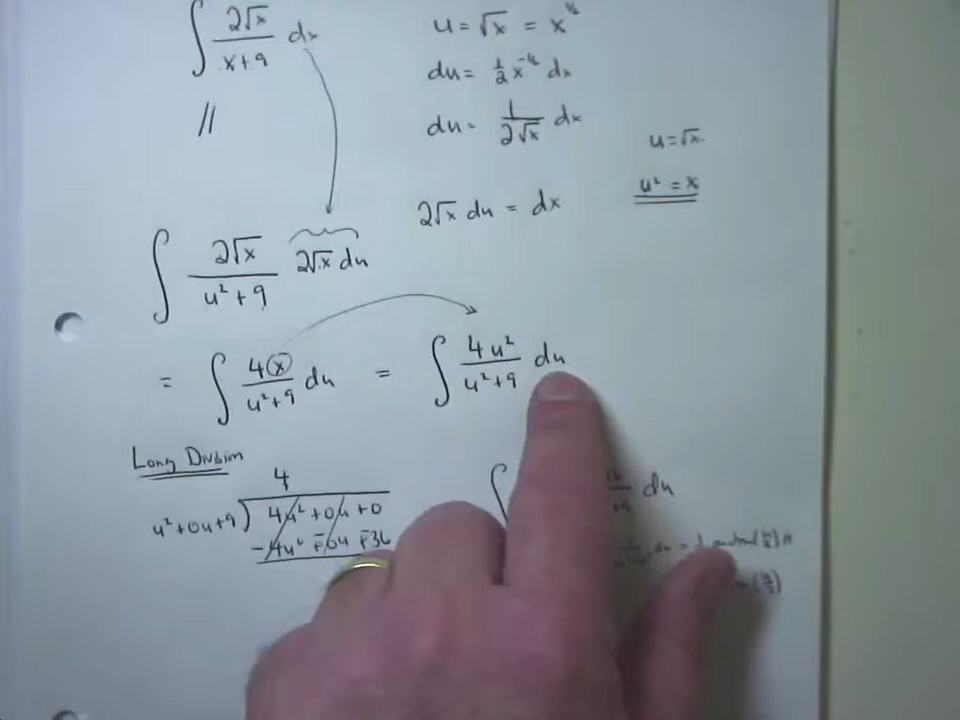 ∫ 2√x / x+9 dx
u = √x = x^½
du = ½ x^-½ dx
//
du = 1 / 2√x dx
u = √x
u² = x
2√x du = dx
∫ 2√x / u²+9 2√x du
= ∫ 4x / u²+9 du = ∫ 4u² / u²+9 du
Long Division
4
u²+0u+9 ) 4u²+0u+0
∫ du
- 4u² +0u +36